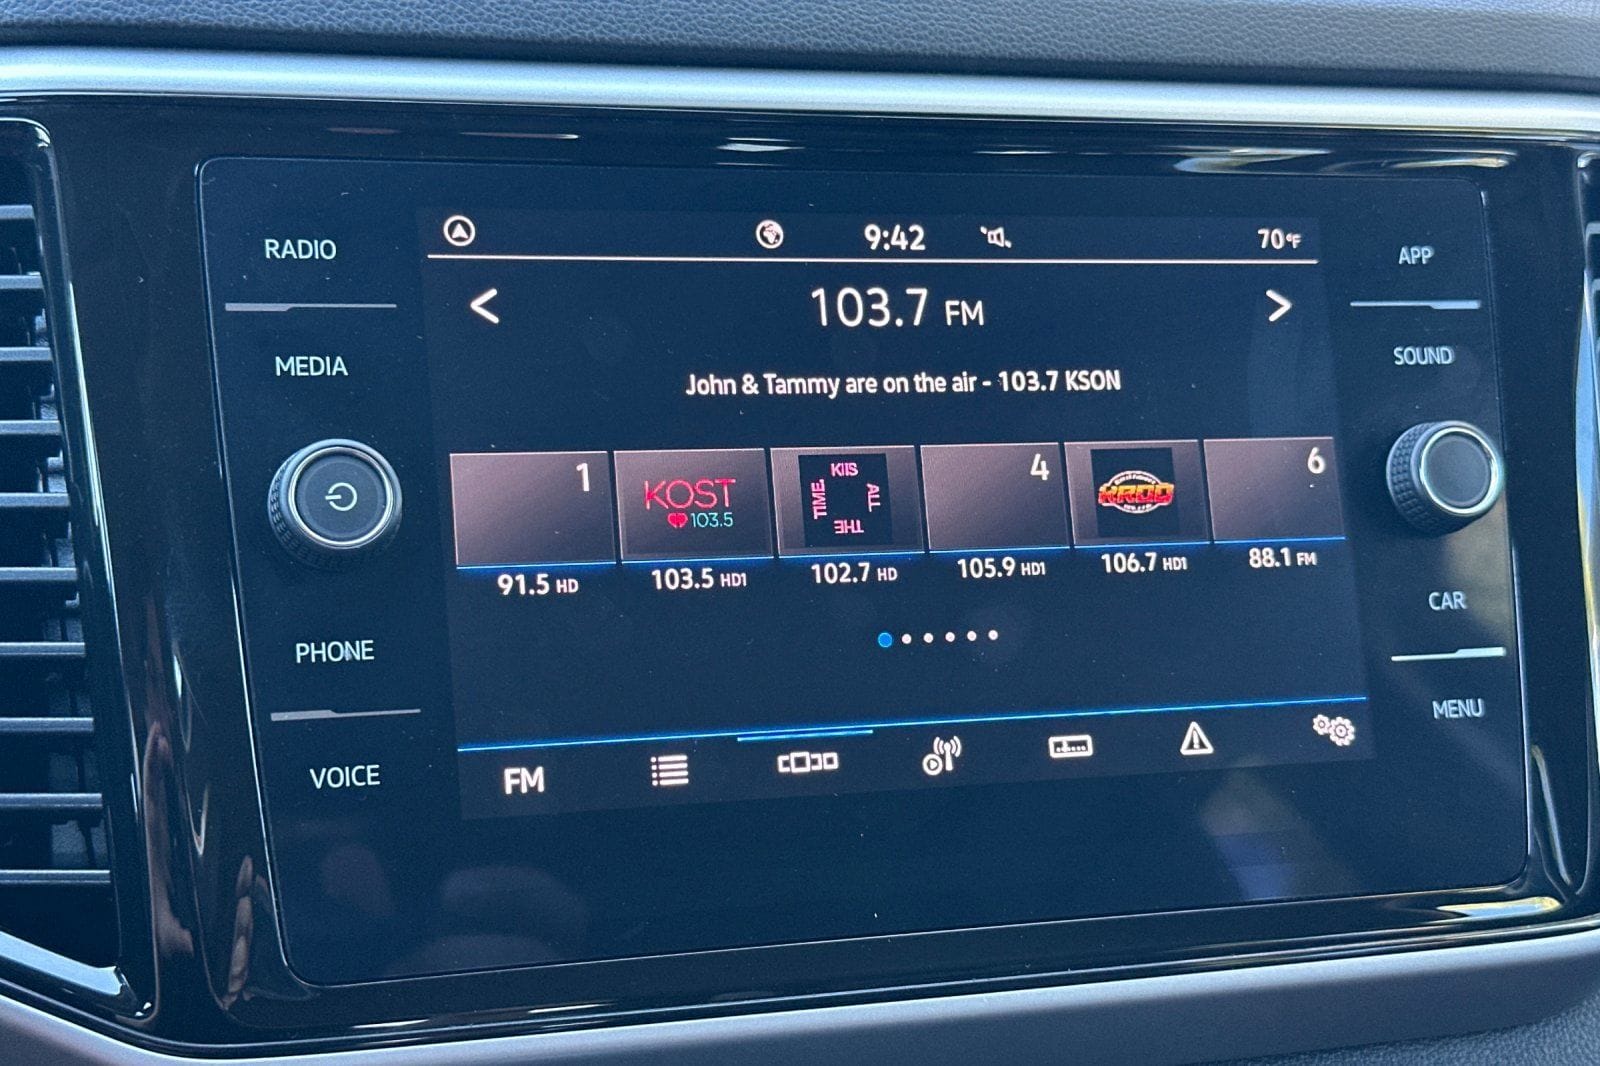 RADIO
MEDIA
PHONE
VOICE
9:42
70°F
103.7 FM
John & Tammy are on the air - 103.7 KSON
1
KOST
103.5
KIIS
ALL
THE
TIME.
4
KROQ
6
91.5 HD
103.5 HD1
102.7 HD
105.9 HD1
106.7 HD1
88.1 FM
FM
APP
SOUND
CAR
MENU